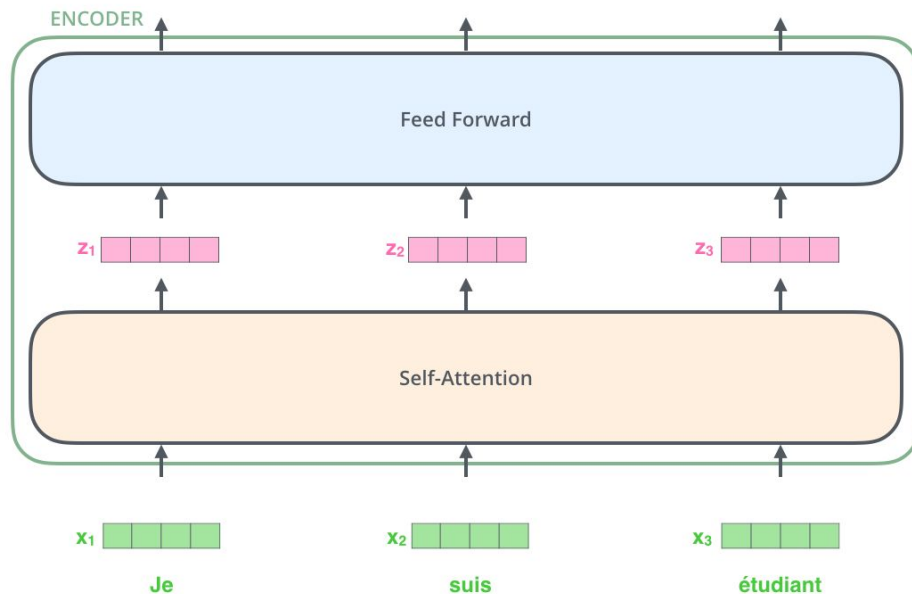 ENCODER
Feed Forward
z₁ z₂ z₃
Self-Attention
x₁ x₂ x₃
Je suis étudiant